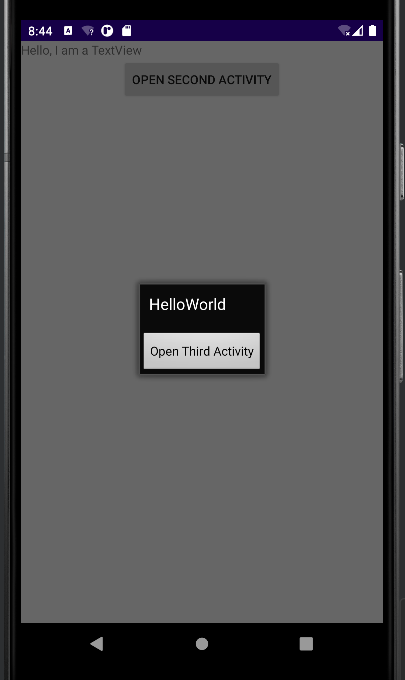 8:44
Hello, I am a TextView
OPEN SECOND ACTIVITY
HelloWorld
Open Third Activity